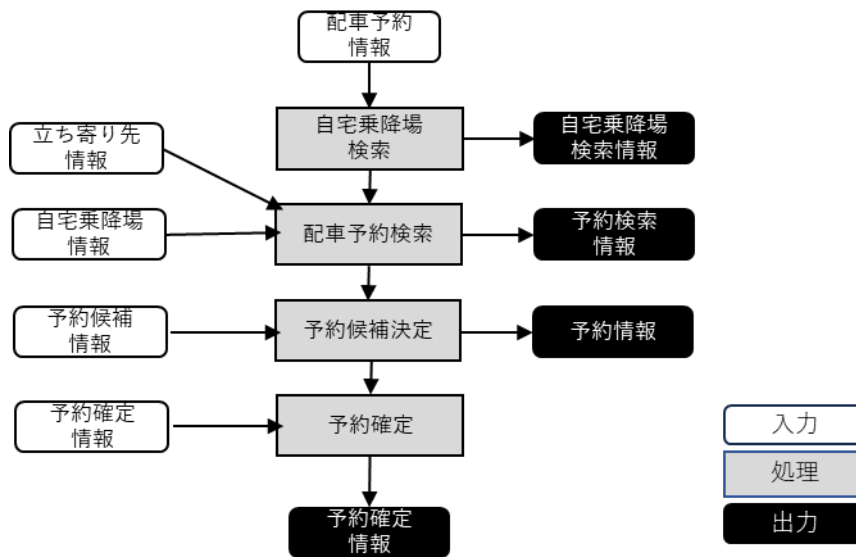 配車予約
情報
自宅乗降場
検索
自宅乗降場
検索情報
立ち寄り先
情報
自宅乗降場
情報
配車予約検索
予約検索
情報
予約候補
情報
予約候補決定
予約情報
予約確定
情報
予約確定
予約確定
情報
入力
処理
出力